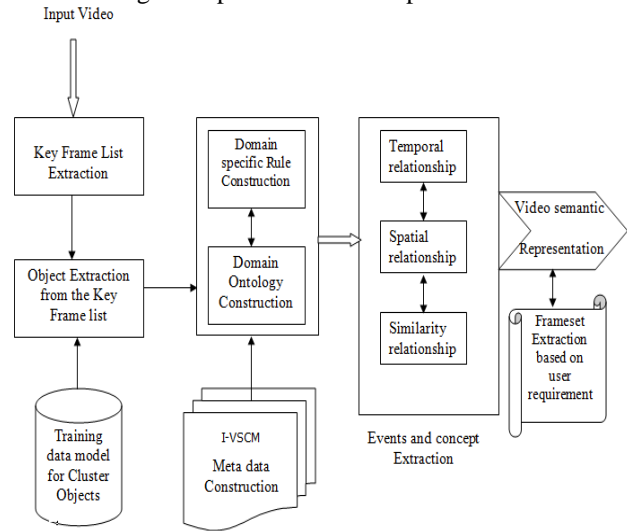 Input Video
Key Frame List
Extraction
Object Extraction
from the Key
Frame list
Training
data model
for Cluster
Objects
Domain
specific Rule
Construction
Domain
Ontology
Construction
I-VSCM
Meta data
Construction
Temporal
relationship
Spatial
relationship
Similarity
relationship
Events and concept
Extraction
Video semantic
Representation
Frameset
Extraction
based on
user
requirement